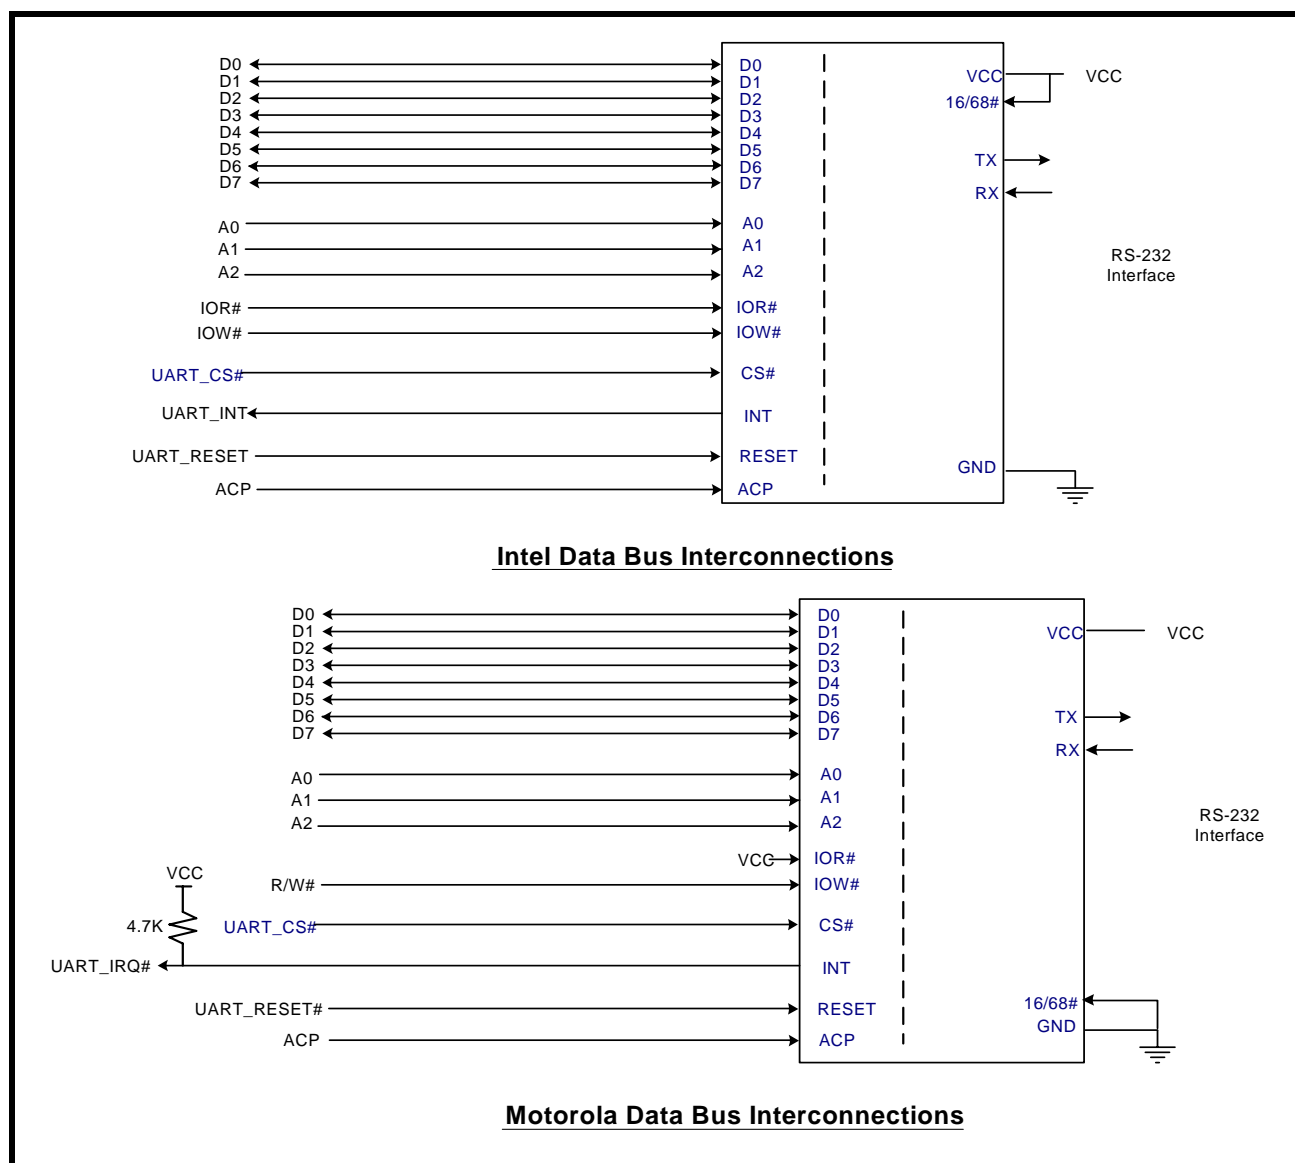 D0 D0
D1 D1 VCC VCC
D2 D2
D3 D3 16/68#
D4 D4
D5 D5
D6 D6 TX
D7 D7 RX
A0 A0
A1 A1
A2 A2 RS-232
Interface
IOR# IOR#
IOW# IOW#
UART_CS# CS#
UART_INT INT
UART_RESET RESET
GND
ACP ACP
Intel Data Bus Interconnections
D0 D0
D1 D1 VCC VCC
D2 D2
D3 D3
D4 D4
D5 D5
D6 D6 TX
D7 D7
RX
A0 A0
A1 A1
A2 A2 RS-232
Interface
VCC IOR#
VCC
R/W# IOW#
4.7K UART_CS# CS#
UART_IRQ# INT
16/68#
UART_RESET# RESET
GND
ACP ACP
Motorola Data Bus Interconnections